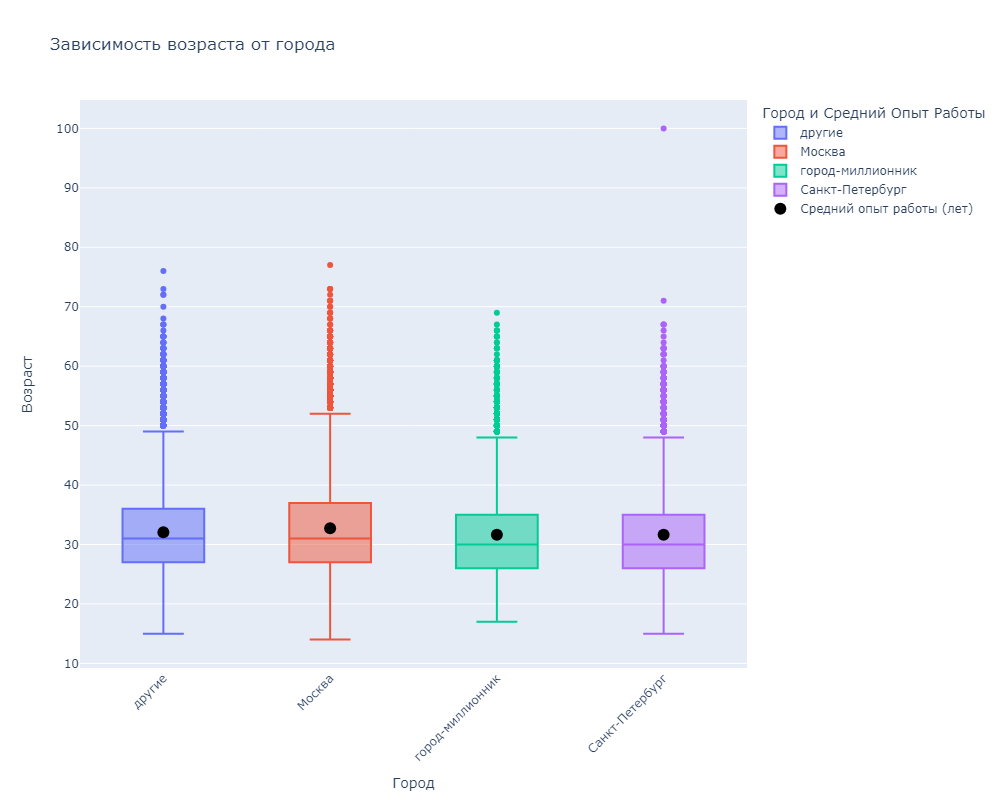 Зависимость возраста от города
Город и Средний Опыт Работы
другие
Москва
город-миллионник
Санкт-Петербург
Средний опыт работы (лет)
Возраст
100
90
80
70
60
50
40
30
20
10
другие
Москва
город-миллионник
Санкт-Петербург
Город